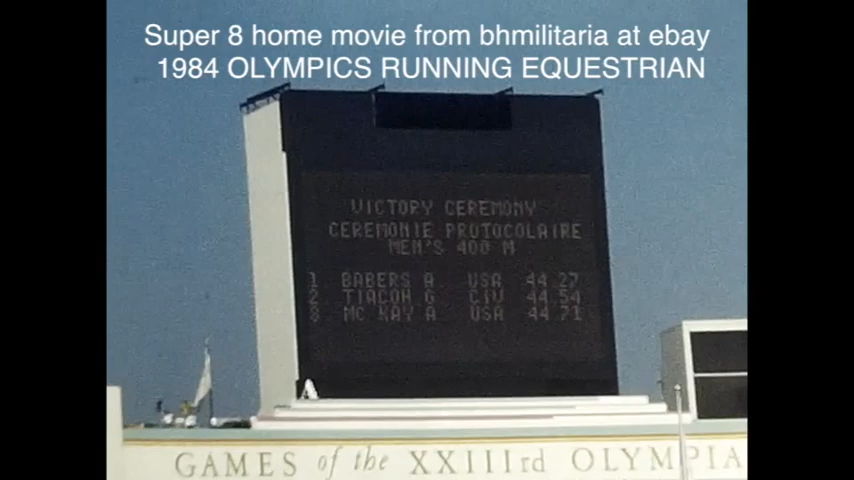 Super 8 home movie from bhmilitaria at ebay
1984 OLYMPICS RUNNING EQUESTRIAN
VICTORY CEREMONY
CEREMONIE PROTOCOLAIRE
MEN'S 400 M
1 BABERS A USA 44.27
2 TIACOH G CIV 44.54
3 MC KAY A USA 44.71
GAMES of the XXIIIrd OLYMPIA